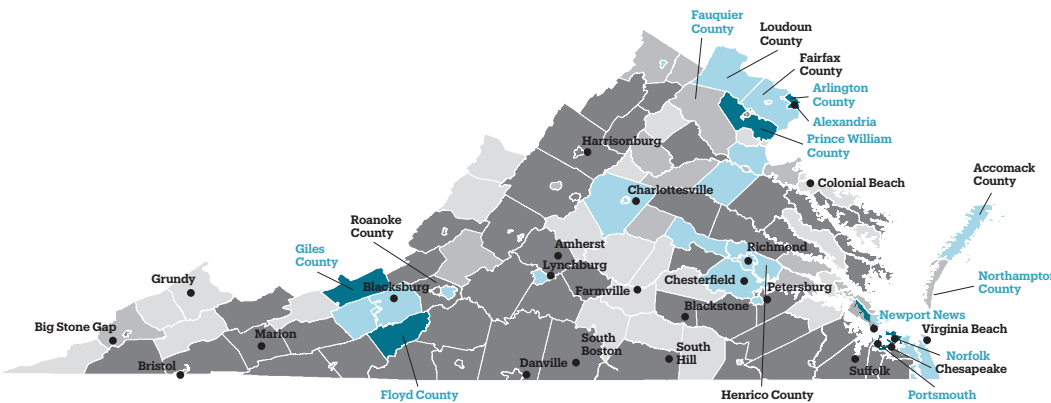 Fauquier
County
Loudoun
County
Fairfax
County
Arlington
County
Alexandria
Prince William
County
Harrisonburg
Accomack
County
Colonial Beach
Charlottesville
Roanoke
County
Amherst
Richmond
Giles
County
Lynchburg
Grundy
Chesterfield
Northampton
County
Blacksburg
Farmville
Petersburg
Blackstone
Newport News
Big Stone Gap
Marion
Virginia Beach
South
Boston
South
Hill
Norfolk
Chesapeake
Bristol
Danville
Suffolk
Floyd County
Henrico County
Portsmouth